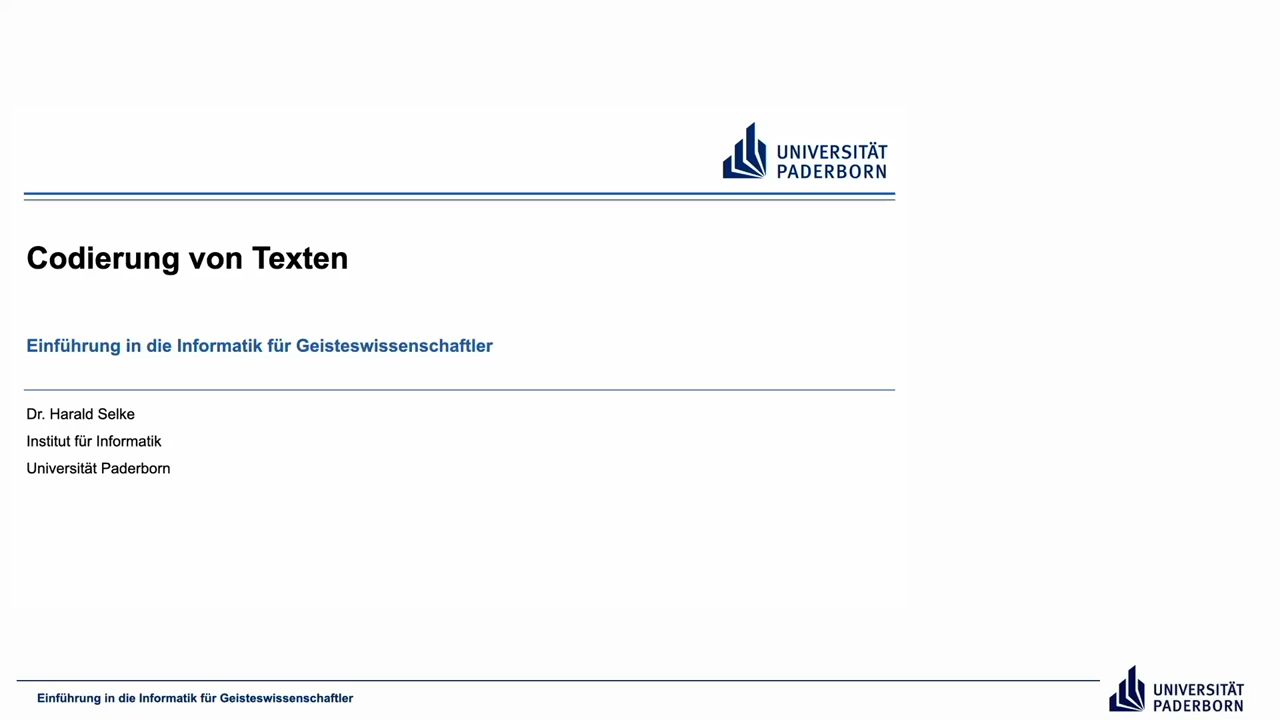 UNIVERSITÄT
PADERBORN
Codierung von Texten
Einführung in die Informatik für Geisteswissenschaftler
Dr. Harald Selke
Institut für Informatik
Universität Paderborn
Einführung in die Informatik für Geisteswissenschaftler
UNIVERSITÄT
PADERBORN